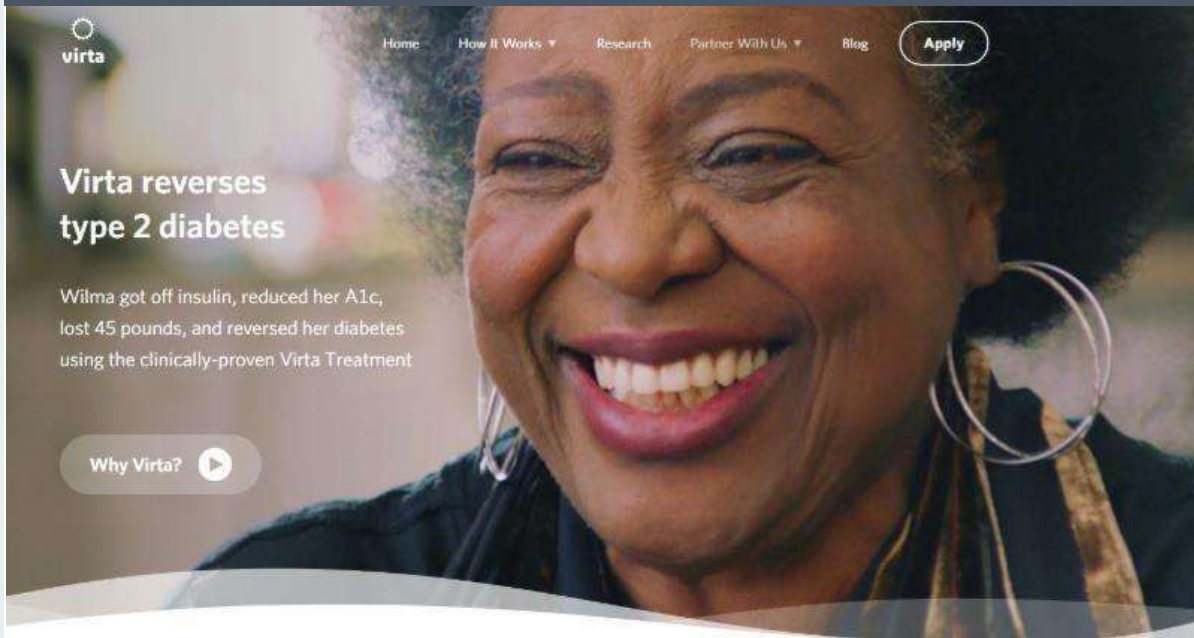 virta
Home How It Works Research Partner With Us Blog Apply
Virta reverses
type 2 diabetes
Wilma got off insulin, reduced her A1c,
lost 45 pounds, and reversed her diabetes
using the clinically-proven Virta Treatment
Why Virta?